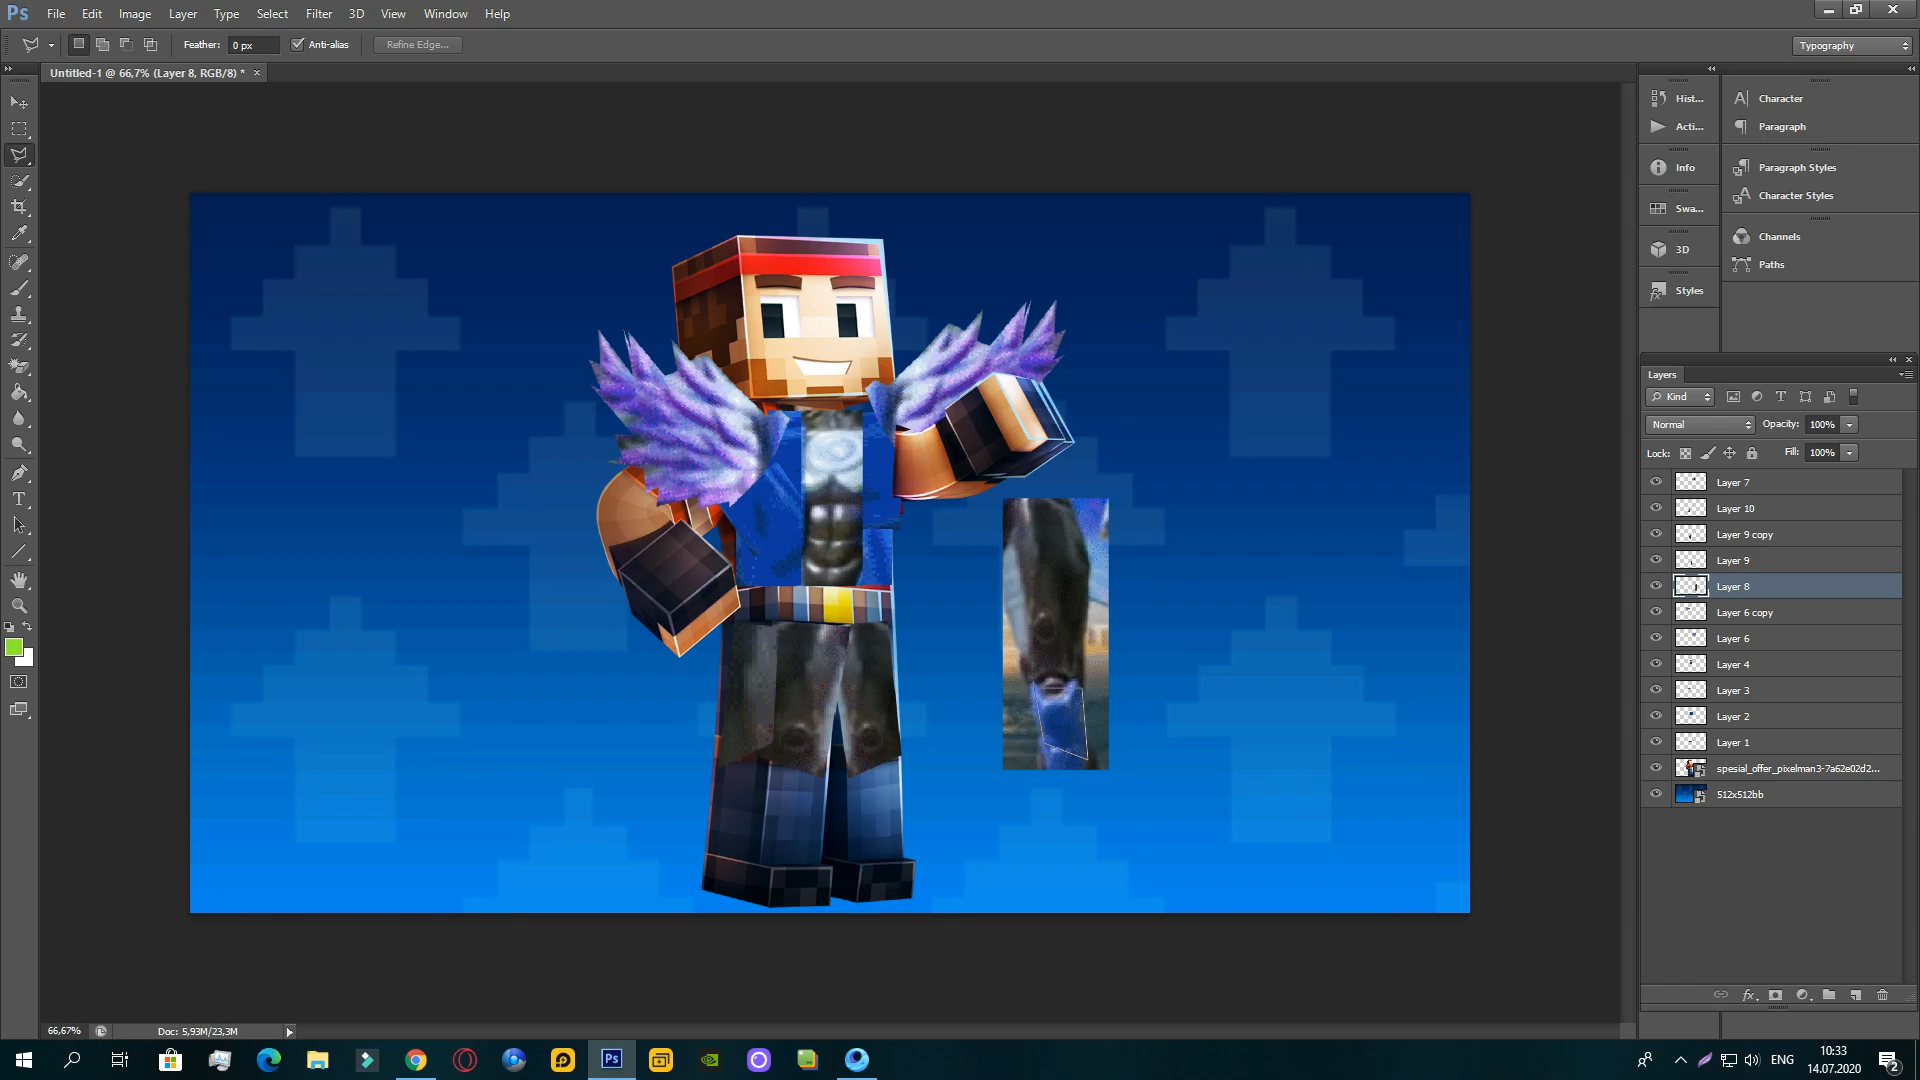 Ps File Edit Image Layer Type Select Filter 3D View Window Help
Feather: 0 px Anti-alias Refine Edge... Typography
Untitled-1 @ 66,7% (Layer 8, RGB/8) * ×
Hist... Character
Acti... Paragraph
Info Paragraph Styles
Swa... Character Styles
3D Channels
Styles Paths
Layers
Kind
Normal Opacity: 100%
Lock: Fill: 100%
Layer 7
Layer 10
Layer 9 copy
Layer 9
Layer 8
Layer 6 copy
Layer 6
Layer 4
Layer 3
Layer 2
Layer 1
spesial_offer_pixelman3-7a62e02d2...
512x512bb
66,67% Doc: 5,93M/23,3M
Ps ENG 10:33
14.07.2020 2